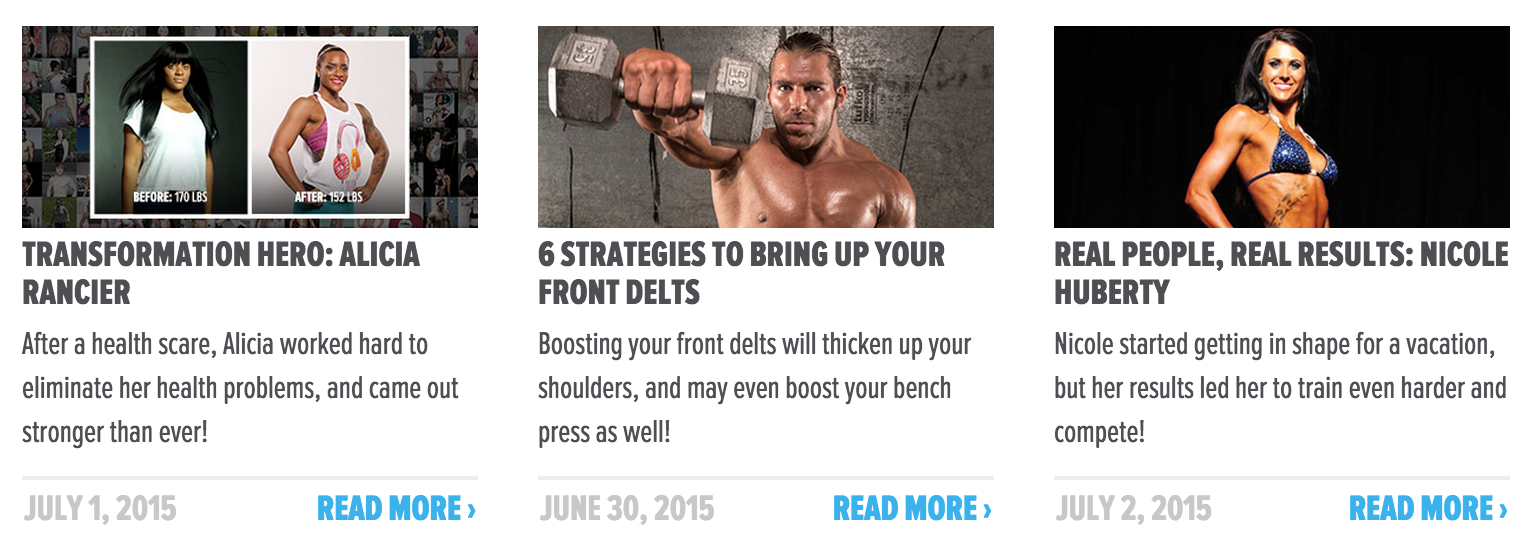 BEFORE: 170 LBS
AFTER: 152 LBS
TRANSFORMATION HERO: ALICIA
RANCIER
After a health scare, Alicia worked hard to
eliminate her health problems, and came out
stronger than ever!
JULY 1, 2015
READ MORE ›
35
35
6 STRATEGIES TO BRING UP YOUR
FRONT DELTS
Boosting your front delts will thicken up your
shoulders, and may even boost your bench
press as well!
JUNE 30, 2015
READ MORE ›
REAL PEOPLE, REAL RESULTS: NICOLE
HUBERTY
Nicole started getting in shape for a vacation,
but her results led her to train even harder and
compete!
JULY 2, 2015
READ MORE ›